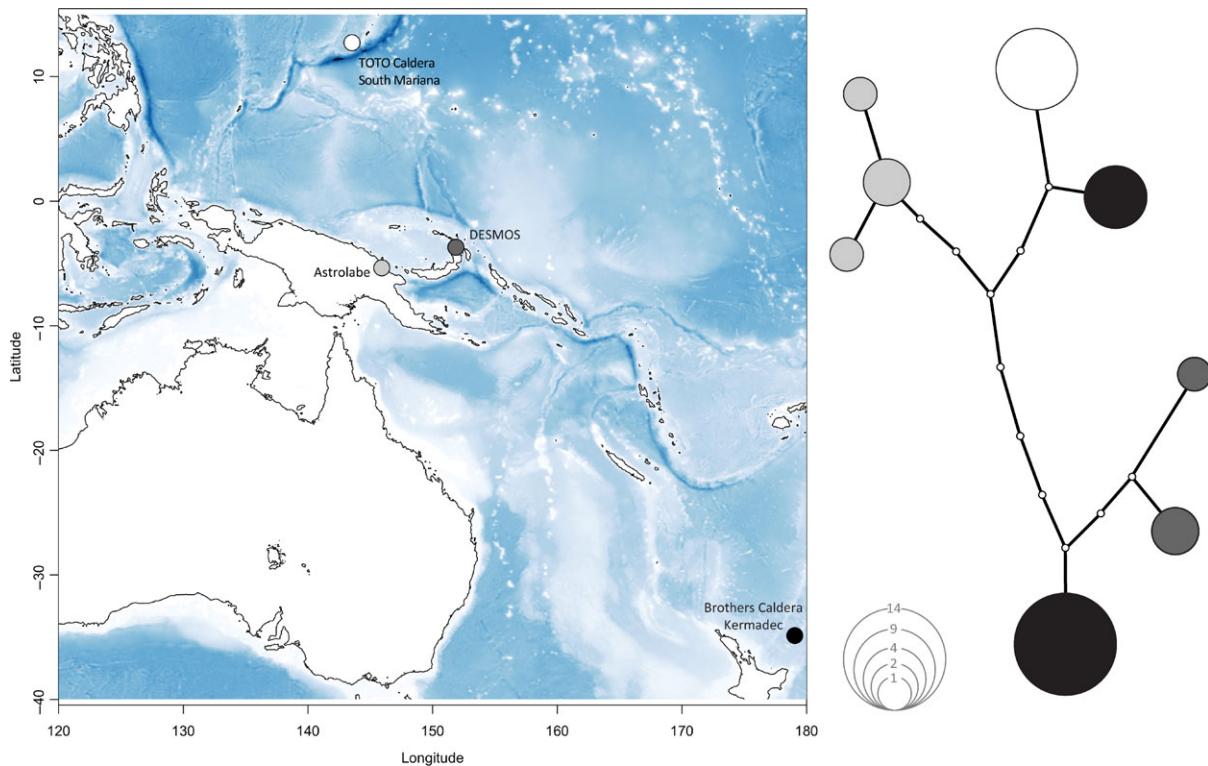 TOTO Caldera
South Mariana
DESMOS
Astrolabe
Brothers Caldera
Kermadec
10
0
−10
−20
−30
−40
Latitude
120
130
140
150
160
170
180
Longitude
14
9
4
2
1